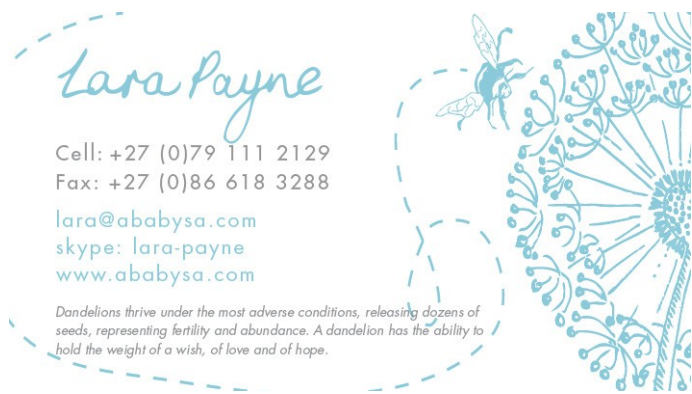 Lara Payne
Cell: +27 (0)79 111 2129
Fax: +27 (0)86 618 3288
lara@ababysa.com
skype: lara-payne
www.ababysa.com
Dandelions thrive under the most adverse conditions, releasing dozens of
seeds, representing fertility and abundance. A dandelion has the ability to
hold the weight of a wish, of love and of hope.